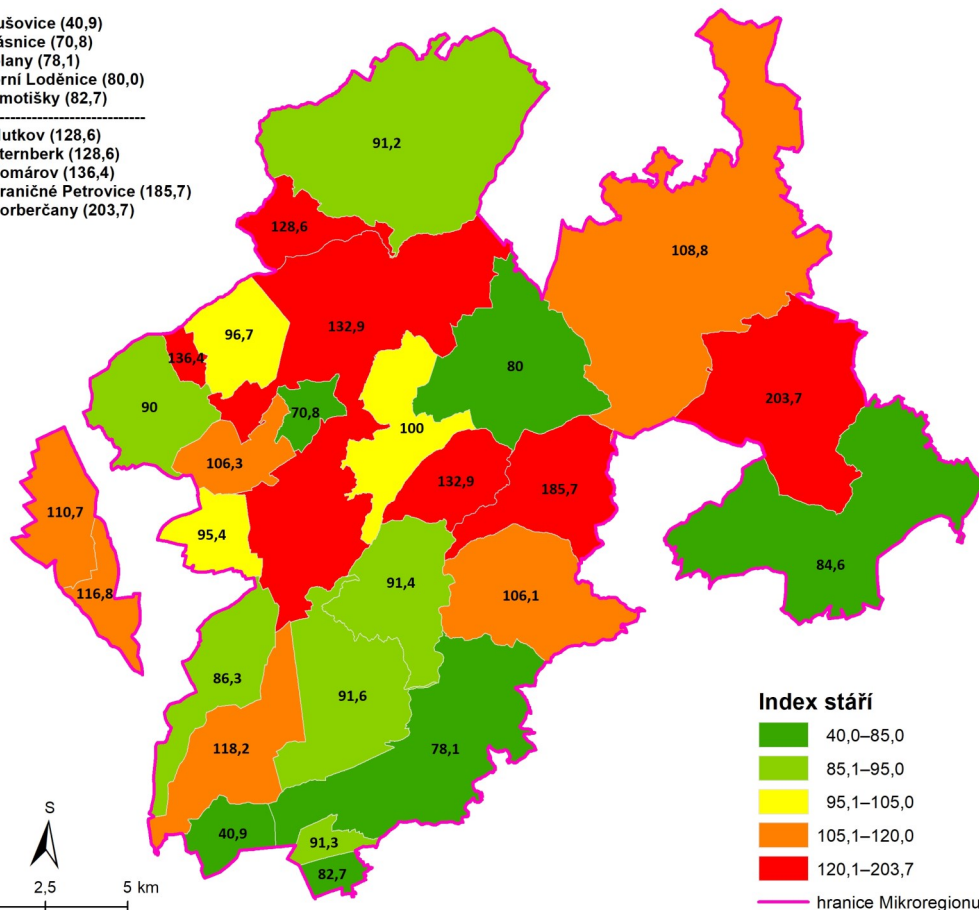 ušovice (40,9)
ásnice (70,8)
lany (78,1)
orní Loděnice (80,0)
motišky (82,7)
--------------------------
utkov (128,6)
ternberk (128,6)
omárov (136,4)
raničné Petrovice (185,7)
orberčany (203,7)
91,2
128,6
108,8
132,9
96,7
136,4
80
203,7
90
70,8
100
106,3
132,9
185,7
110,7
95,4
84,6
116,8
91,4
106,1
86,3
91,6
118,2
78,1
40,9
91,3
82,7
Index stáří
40,0–85,0
85,1–95,0
95,1–105,0
105,1–120,0
120,1–203,7
hranice Mikroregionu
S
2,5 5 km